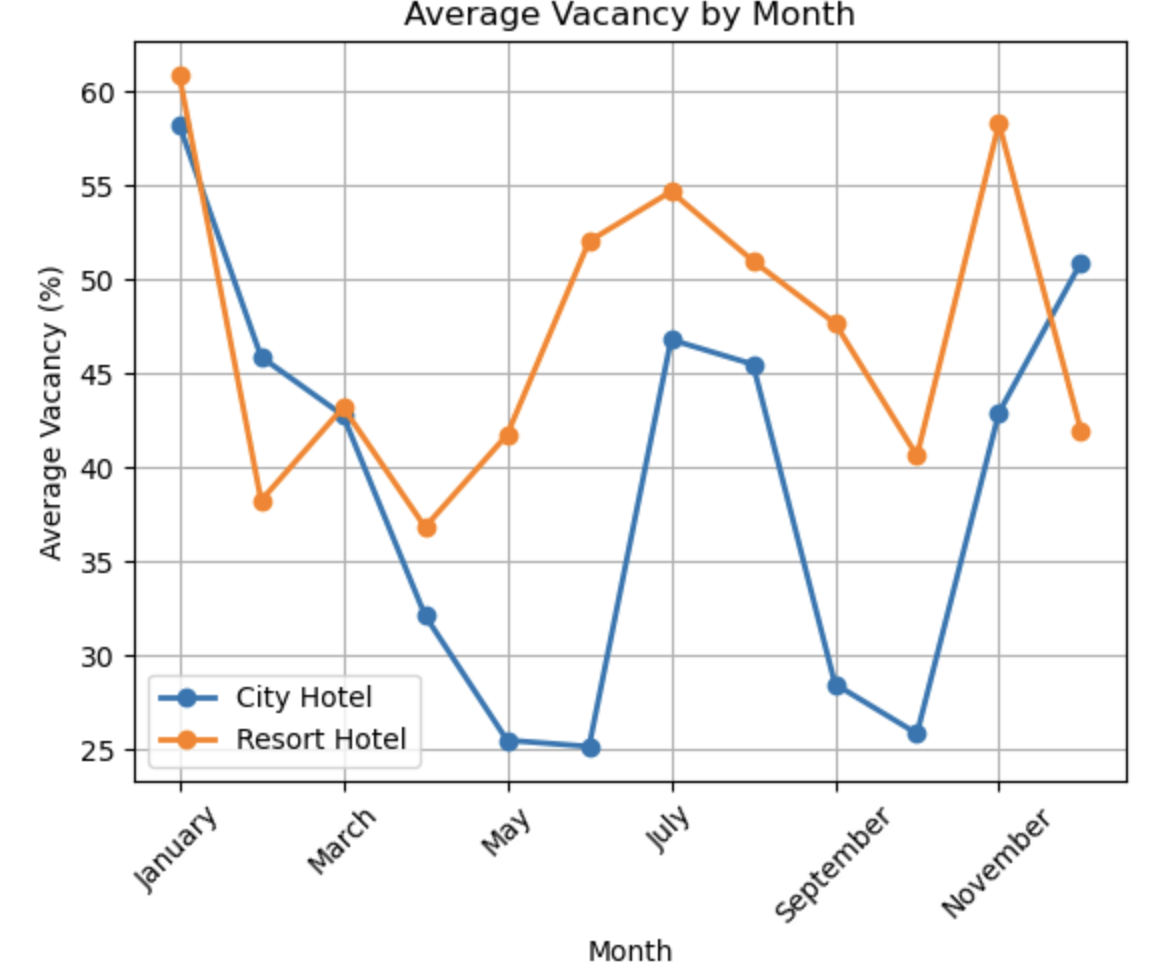 Average Vacancy by Month
Average Vacancy (%)
60
55
50
45
40
35
30
25
City Hotel
Resort Hotel
January
March
May
July
September
November
Month